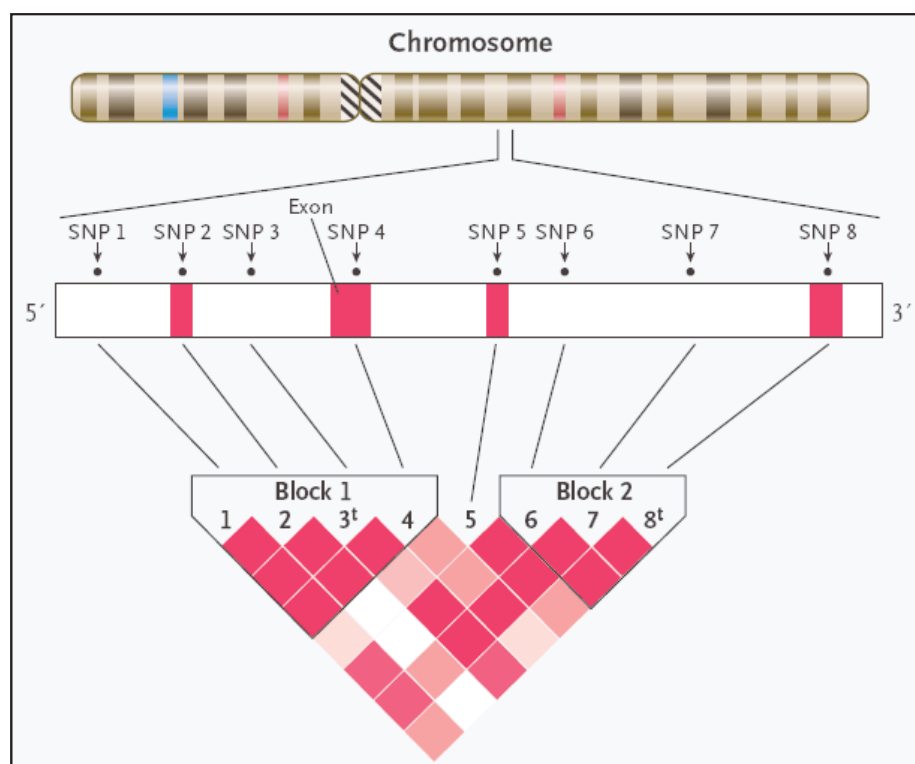 Chromosome
Exon
SNP 1 SNP 2 SNP 3 SNP 4 SNP 5 SNP 6 SNP 7 SNP 8
5′ 3′
Block 1 Block 2
1 2 3t 4 5 6 7 8t